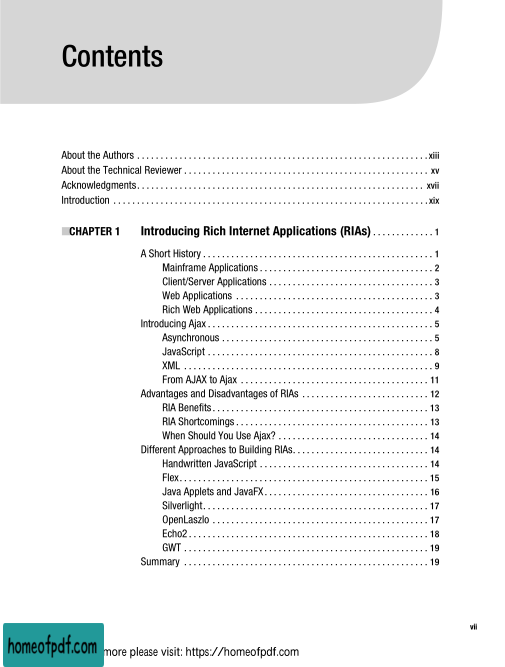 Contents
About the Authors . . . . . . . . . . . . . . . . . . . . . . . . . . . . . . xiii
About the Technical Reviewer . . . . . . . . . . . . . . . . . . . . . . . . . xv
Acknowledgments. . . . . . . . . . . . . . . . . . . . . . . . . . . . . . xvii
Introduction . . . . . . . . . . . . . . . . . . . . . . . . . . . . . . . . xix
■CHAPTER 1 Introducing Rich Internet Applications (RIAs) . . . . . . . . . . . . . 1
A Short History . . . . . . . . . . . . . . . . . . . . . . . . . 1
Mainframe Applications . . . . . . . . . . . . . . . . . . . . 2
Client/Server Applications . . . . . . . . . . . . . . . . . . . 3
Web Applications . . . . . . . . . . . . . . . . . . . . . . . 3
Rich Web Applications . . . . . . . . . . . . . . . . . . . . . 4
Introducing Ajax . . . . . . . . . . . . . . . . . . . . . . . . 5
Asynchronous . . . . . . . . . . . . . . . . . . . . . . . . . 5
JavaScript . . . . . . . . . . . . . . . . . . . . . . . . . . 8
XML . . . . . . . . . . . . . . . . . . . . . . . . . . . . . 9
From AJAX to Ajax . . . . . . . . . . . . . . . . . . . . . . 11
Advantages and Disadvantages of RIAs . . . . . . . . . . . . . . 12
RIA Benefits. . . . . . . . . . . . . . . . . . . . . . . . . 13
RIA Shortcomings . . . . . . . . . . . . . . . . . . . . . . . 13
When Should You Use Ajax? . . . . . . . . . . . . . . . . . . 14
Different Approaches to Building RIAs. . . . . . . . . . . . . . 14
Handwritten JavaScript . . . . . . . . . . . . . . . . . . . . 14
Flex. . . . . . . . . . . . . . . . . . . . . . . . . . . . . 15
Java Applets and JavaFX . . . . . . . . . . . . . . . . . . . 16
Silverlight. . . . . . . . . . . . . . . . . . . . . . . . . . 17
OpenLaszlo . . . . . . . . . . . . . . . . . . . . . . . . . . 17
Echo2 . . . . . . . . . . . . . . . . . . . . . . . . . . . . 18
GWT . . . . . . . . . . . . . . . . . . . . . . . . . . . . . 19
Summary . . . . . . . . . . . . . . . . . . . . . . . . . . . . 19
vii
homeofpdf.com more please visit: https://homeofpdf.com